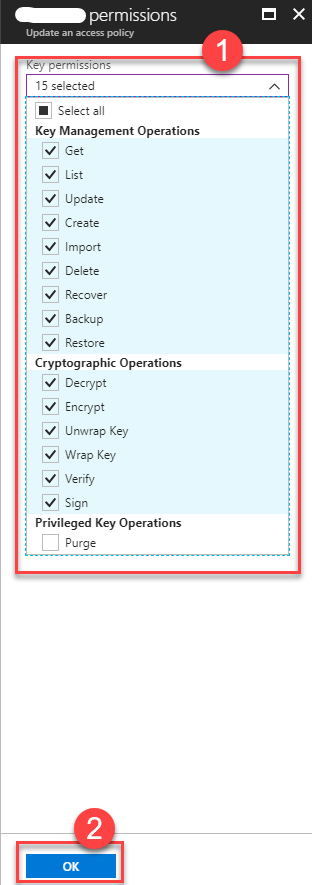 permissions
Update an access policy
1
Key permissions
15 selected
Select all
Key Management Operations
Get
List
Update
Create
Import
Delete
Recover
Backup
Restore
Cryptographic Operations
Decrypt
Encrypt
Unwrap Key
Wrap Key
Verify
Sign
Privileged Key Operations
Purge
2
OK